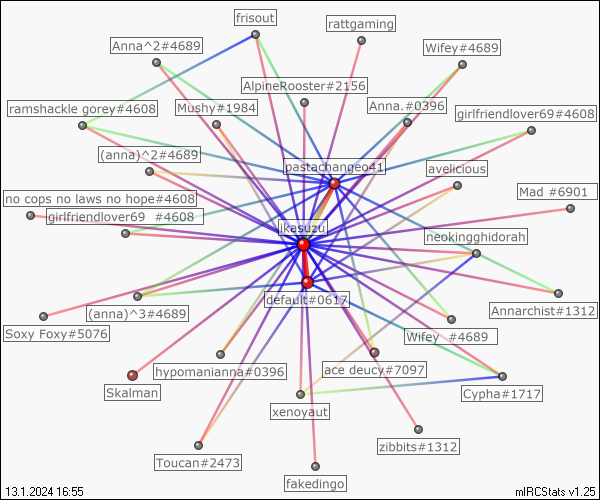 frisout
rattgaming
Anna^2#4689
Wifey#4689
AlpineRooster#2156
ramshackle gorey#4608
Mushy#1984
Anna.#0396
girlfriendlover69#4608
(anna)^2#4689
pastachangeo41
avelicious
no cops no laws no hope#4608
Mad #6901
girlfriendlover69 #4608
ikasuzu
neokingghidorah
default#0617
(anna)^3#4689
Annarchist#1312
Soxy Foxy#5076
Wifey #4689
hypomanianna#0396
ace deucy#7097
Skalman
Cypha#1717
xenoyaut
zibbits#1312
Toucan#2473
fakedingo
13.1.2024 16:55
mIRCStats v1.25